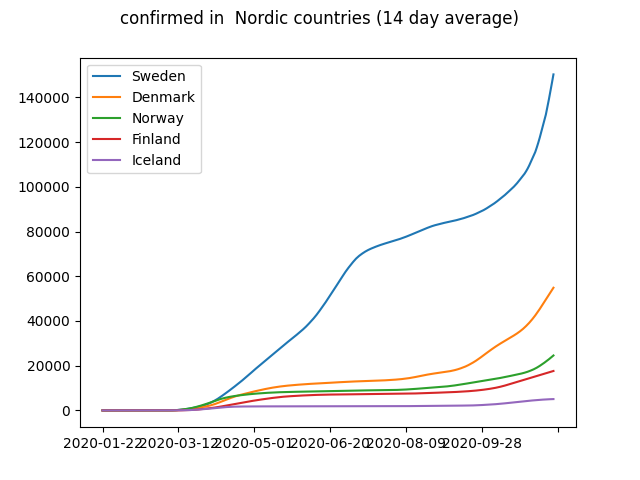 confirmed in  Nordic countries (14 day average)
Sweden
Denmark
Norway
Finland
Iceland
140000
120000
100000
80000
60000
40000
20000
0
2020-01-22 2020-03-12 2020-05-01 2020-06-20 2020-08-09 2020-09-28